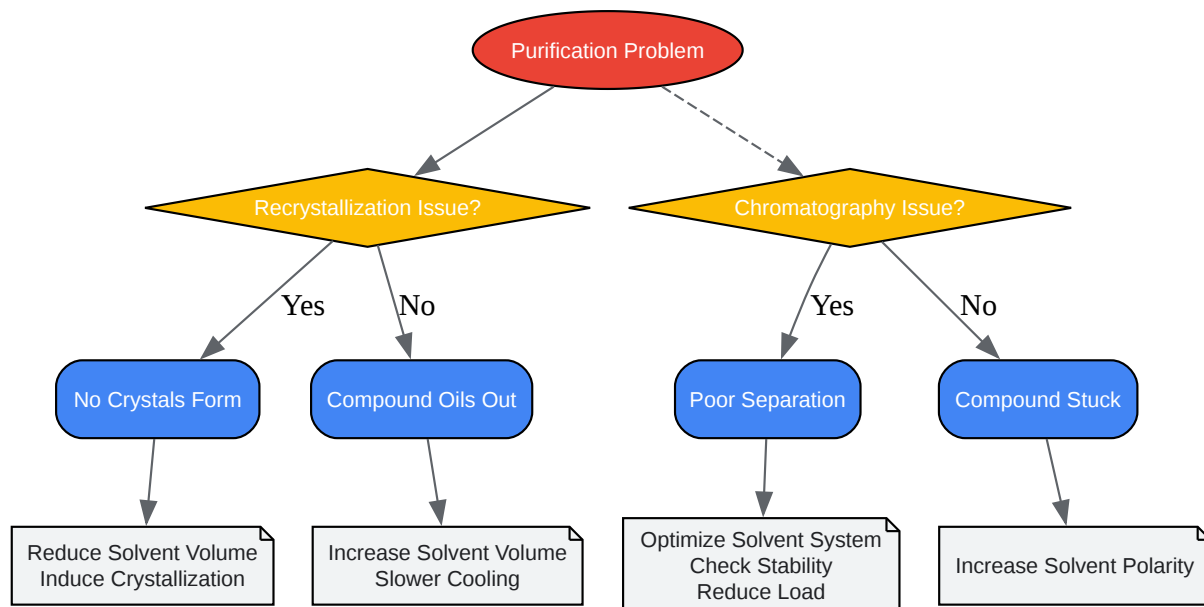 Purification Problem
Recrystallization Issue?
Chromatography Issue?
Yes
No
Yes
No
No Crystals Form
Compound Oils Out
Poor Separation
Compound Stuck
Reduce Solvent Volume
Induce Crystallization
Increase Solvent Volume
Slower Cooling
Optimize Solvent System
Check Stability
Reduce Load
Increase Solvent Polarity